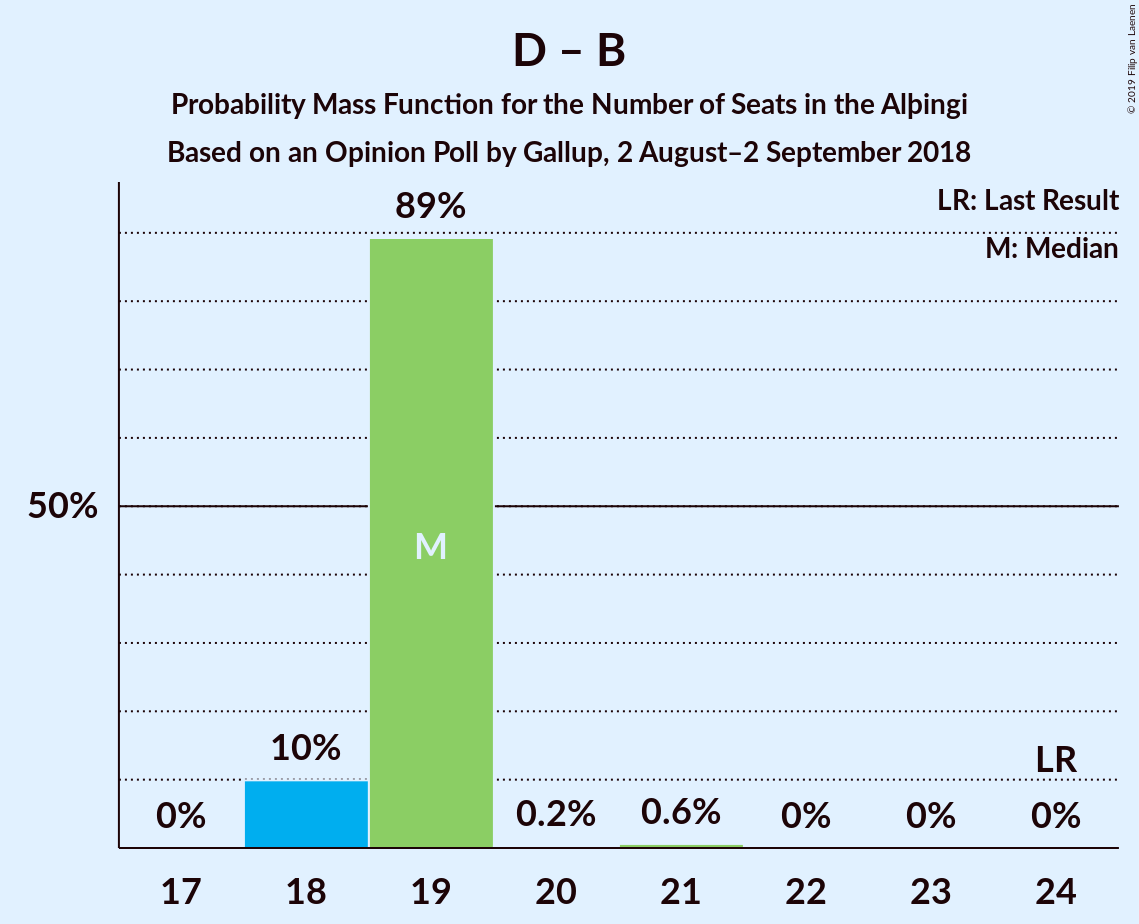 D – B
Probability Mass Function for the Number of Seats in the Alþingi
Based on an Opinion Poll by Gallup, 2 August–2 September 2018
© 2019 Filip van Laenen
LR: Last Result
M: Median
89%
50%
M
10%
LR
0%
0.2%
0.6%
0%
0%
0%
17
18
19
20
21
22
23
24